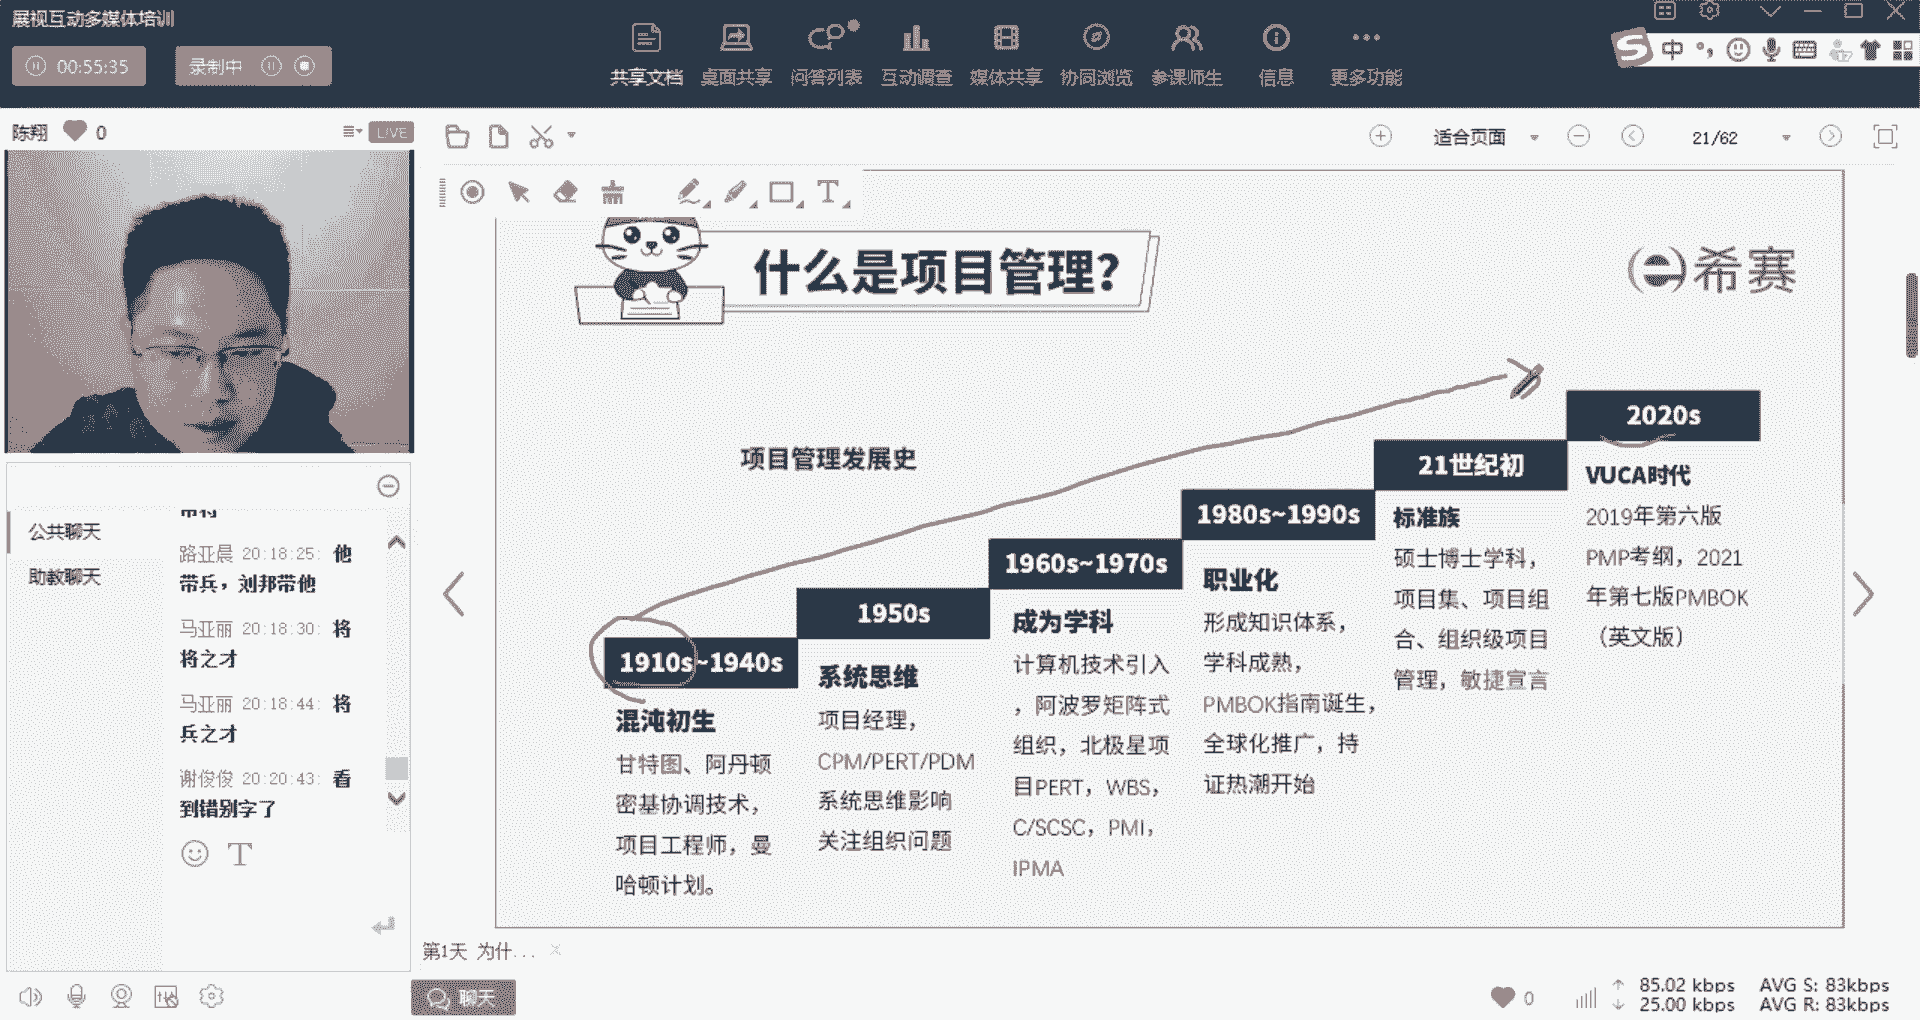 展视互动多媒体培训
00:55:35
录制中
共享文档 桌面共享 问答列表 互动调查 媒体共享 协同浏览 参课师生 信息 更多功能
中
陈翔 0
LIVE
适合页面
21/62
T
公共聊天
助教聊天
路亚晨 20:18:25: 他
带兵，刘邦带他
马亚丽 20:18:30: 将
将之才
马亚丽 20:18:44: 将
兵之才
谢俊俊 20:20:43: 看
到错别字了
T
什么是项目管理？
希赛
项目管理发展史
1910s~1940s
混沌初生
甘特图、阿丹顿
密基协调技术，
项目工程师，曼
哈顿计划。
1950s
系统思维
项目经理，
CPM/PERT/PDM
系统思维影响
关注组织问题
1960s~1970s
成为学科
计算机技术引入
，阿波罗矩阵式
组织，北极星项
目PERT，WBS，
C/SCSC，PMI，
IPMA
1980s~1990s
职业化
形成知识体系，
学科成熟，
PMBOK指南诞生，
全球化推广，持
证热潮开始
21世纪初
标准族
硕士博士学科，
项目集、项目组
合、组织级项目
管理，敏捷宣言
2020s
VUCA时代
2019年第六版
PMP考纲，2021
年第七版PMBOK
（英文版）
第1天 为什...
聊天
0
85.02 kbps AVG S: 83kbps
25.00 kbps AVG R: 83kbps